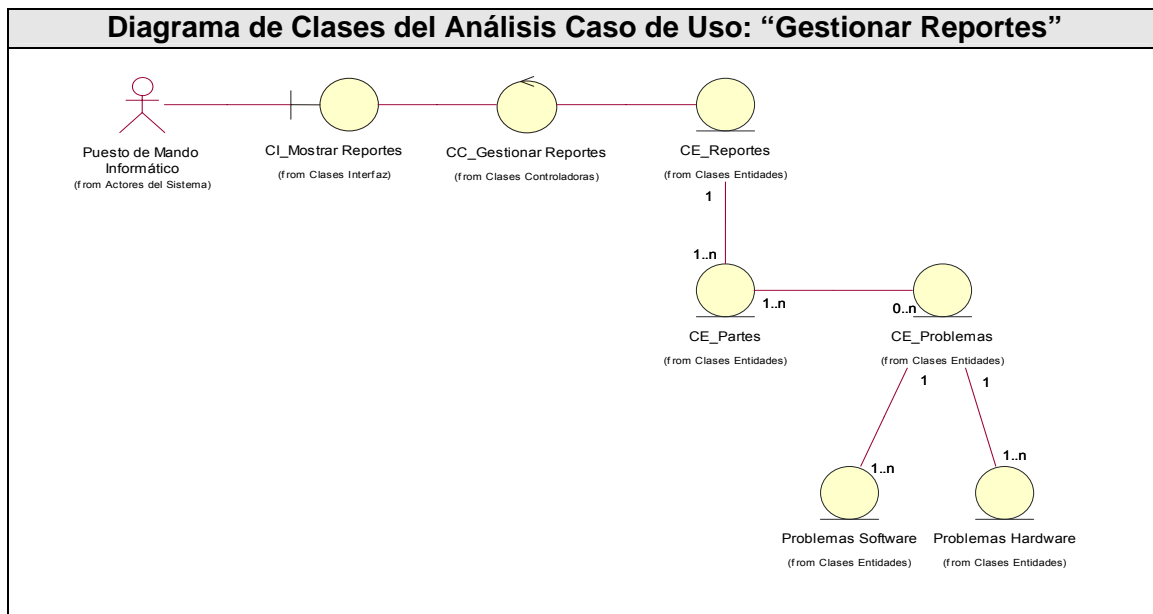 Diagrama de Clases del Análisis Caso de Uso: “Gestionar Reportes”
Puesto de Mando
Informático
(from Actores del Sistema)
CI_Mostrar Reportes
(from Clases Interfaz)
CC_Gestionar Reportes
(from Clases Controladoras)
CE_Reportes
(from Clases Entidades)
1
1..n
1..n
0..n
CE_Partes
(from Clases Entidades)
CE_Problemas
(from Clases Entidades)
1
1
1..n
1..n
Problemas Software
(from Clases Entidades)
Problemas Hardware
(from Clases Entidades)